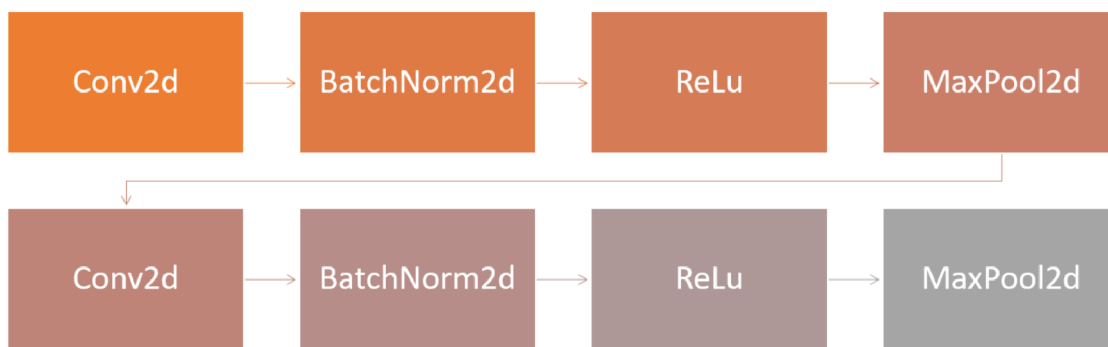 Conv2d
BatchNorm2d
ReLu
MaxPool2d
Conv2d
BatchNorm2d
ReLu
MaxPool2d